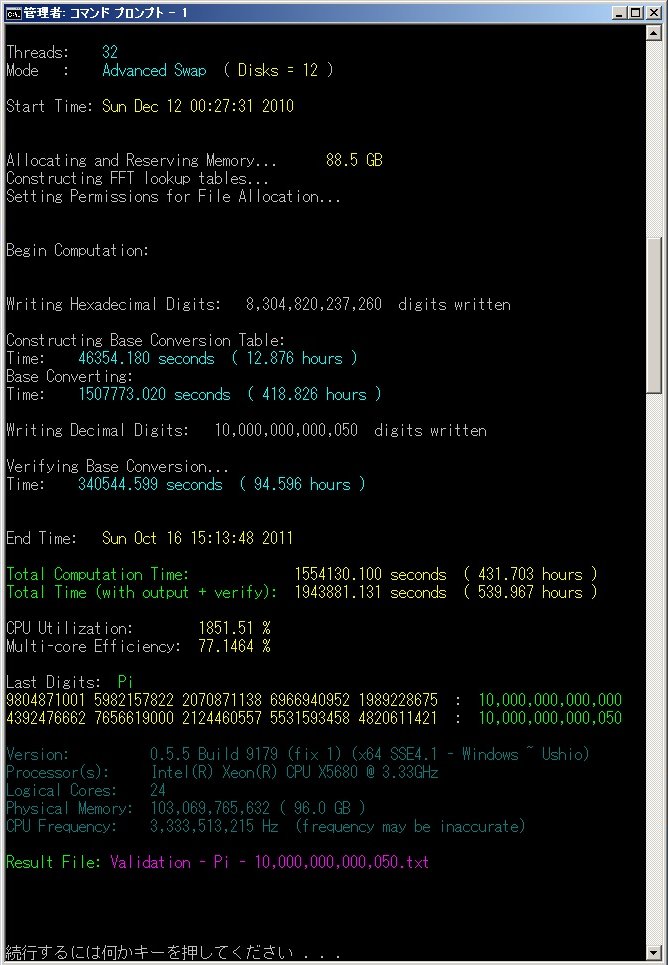 管理者: コマンド プロンプト - 1
Threads: 32
Mode : Advanced Swap ( Disks = 12 )
Start Time: Sun Dec 12 00:27:31 2010
Allocating and Reserving Memory... 88.5 GB
Constructing FFT lookup tables...
Setting Permissions for File Allocation...
Begin Computation:
Writing Hexadecimal Digits: 8,304,820,237,260 digits written
Constructing Base Conversion Table:
Time: 46354.180 seconds ( 12.876 hours )
Base Converting:
Time: 1507773.020 seconds ( 418.826 hours )
Writing Decimal Digits: 10,000,000,000,050 digits written
Verifying Base Conversion...
Time: 340544.599 seconds ( 94.596 hours )
End Time: Sun Oct 16 15:13:48 2011
Total Computation Time: 1554130.100 seconds ( 431.703 hours )
Total Time (with output + verify): 1943881.131 seconds ( 539.967 hours )
CPU Utilization: 1851.51 %
Multi-core Efficiency: 77.1464 %
Last Digits: Pi
9804871001 5982157822 2070871138 6966940952 1989228675 : 10,000,000,000,000
4392476662 7656619000 2124460557 5531593458 4820611421 : 10,000,000,000,050
Version: 0.5.5 Build 9179 (fix 1) (x64 SSE4.1 - Windows ~ Ushio)
Processor(s): Intel(R) Xeon(R) CPU X5680 @ 3.33GHz
Logical Cores: 24
Physical Memory: 103,069,765,632 ( 96.0 GB )
CPU Frequency: 3,333,513,215 Hz (frequency may be inaccurate)
Result File: Validation - Pi - 10,000,000,000,050.txt
続行するには何かキーを押してください . . .